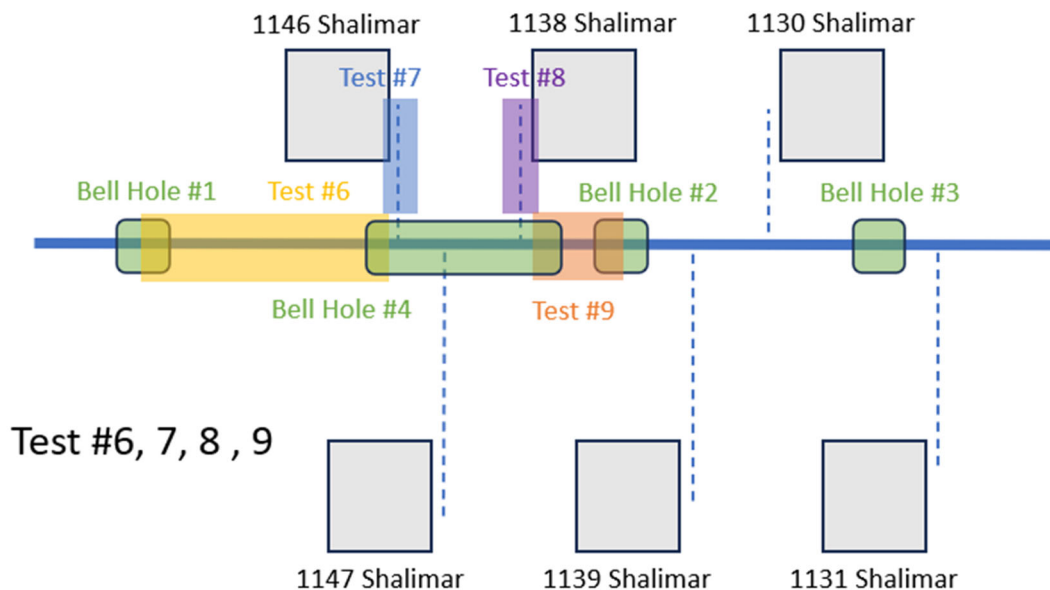 1146 Shalimar
1138 Shalimar
1130 Shalimar
Test #7
Test #8
Bell Hole #1
Test #6
Bell Hole #2
Bell Hole #3
Bell Hole #4
Test #9
Test #6, 7, 8 , 9
1147 Shalimar
1139 Shalimar
1131 Shalimar